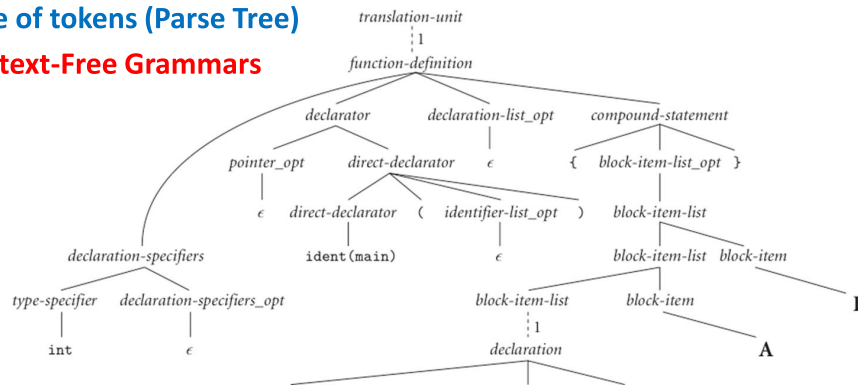 e of tokens (Parse Tree)
translation-unit
1
text-Free Grammars
function-definition
declarator declaration-list_opt compound-statement
pointer_opt direct-declarator ϵ { block-item-list_opt }
ϵ direct-declarator ( identifier-list_opt ) block-item-list
declaration-specifiers ident(main) ϵ block-item-list block-item
type-specifier declaration-specifiers_opt block-item-list block-item
int ϵ 1 A
declaration